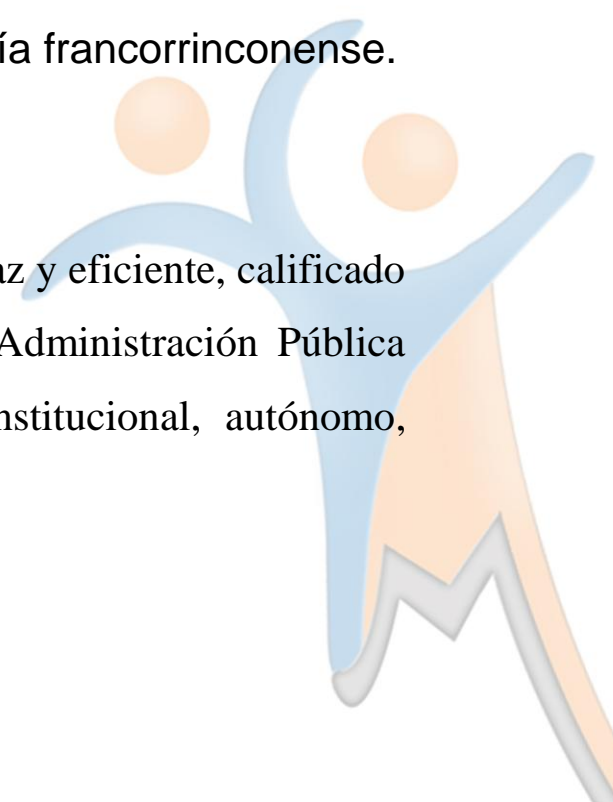 ía francorrinconense.
az y eficiente, calificado
Administración Pública
nstitucional, autónomo,